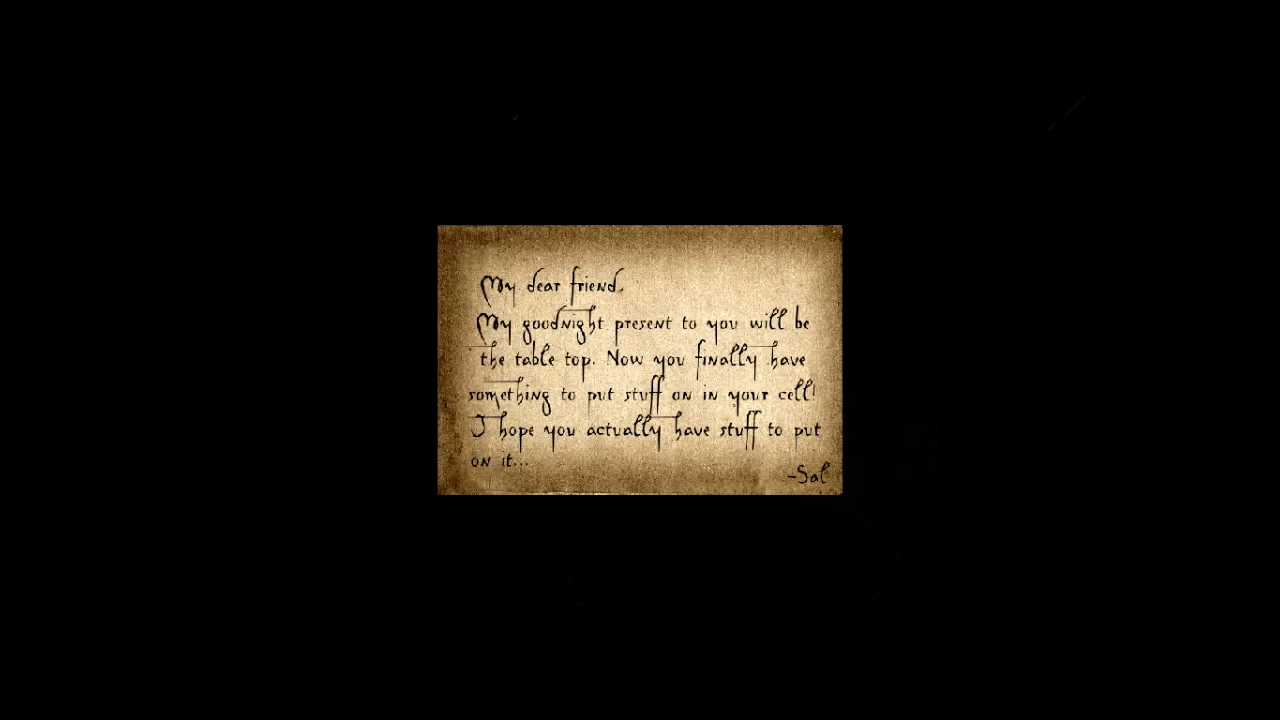 My dear friend,
My goodnight present to you will be
the table top. Now you finally have
something to put stuff on in your cell!
I hope you actually have stuff to put
on it...
-Sal